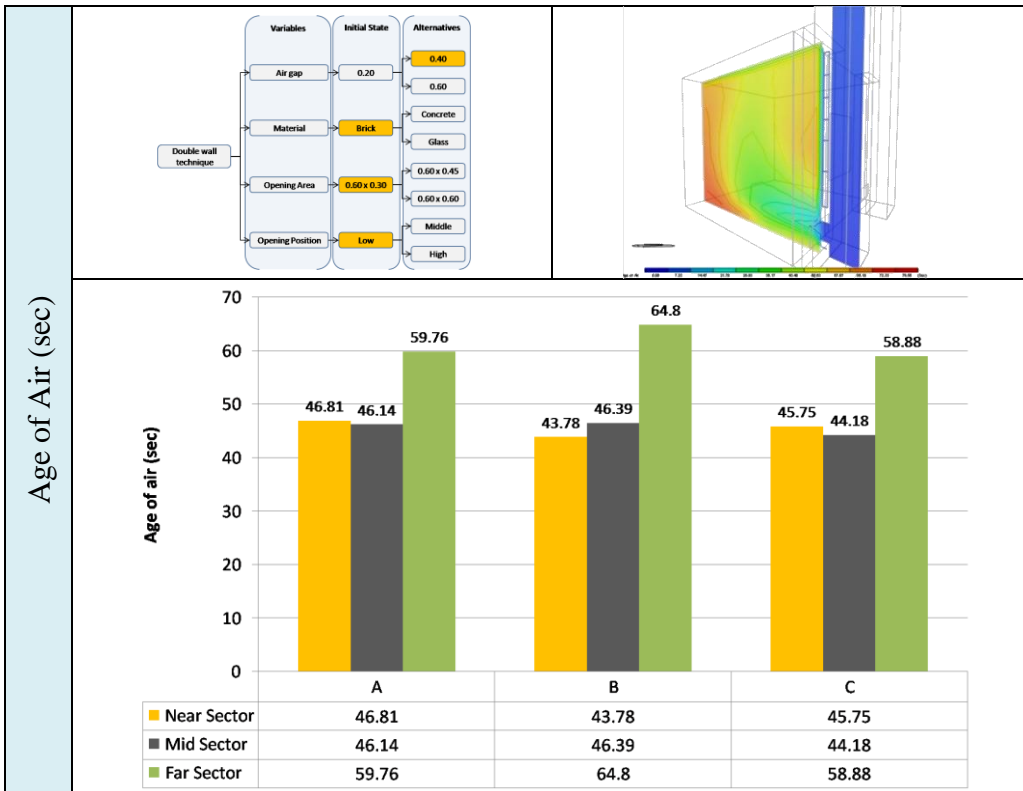 Age of Air (sec)
Variables Initial State Alternatives
Double wall
technique
Air gap 0.20 0.40
0.60
Material Brick Concrete
Glass
Opening Area 0.60 x 0.30 0.60 x 0.45
0.60 x 0.60
Opening Position Low Middle
High
Age of air (sec)
70
60
50
40
30
20
10
0
46.81 46.14 59.76
43.78 46.39 64.8
45.75 44.18 58.88
A B C
Near Sector 46.81 43.78 45.75
Mid Sector 46.14 46.39 44.18
Far Sector 59.76 64.8 58.88